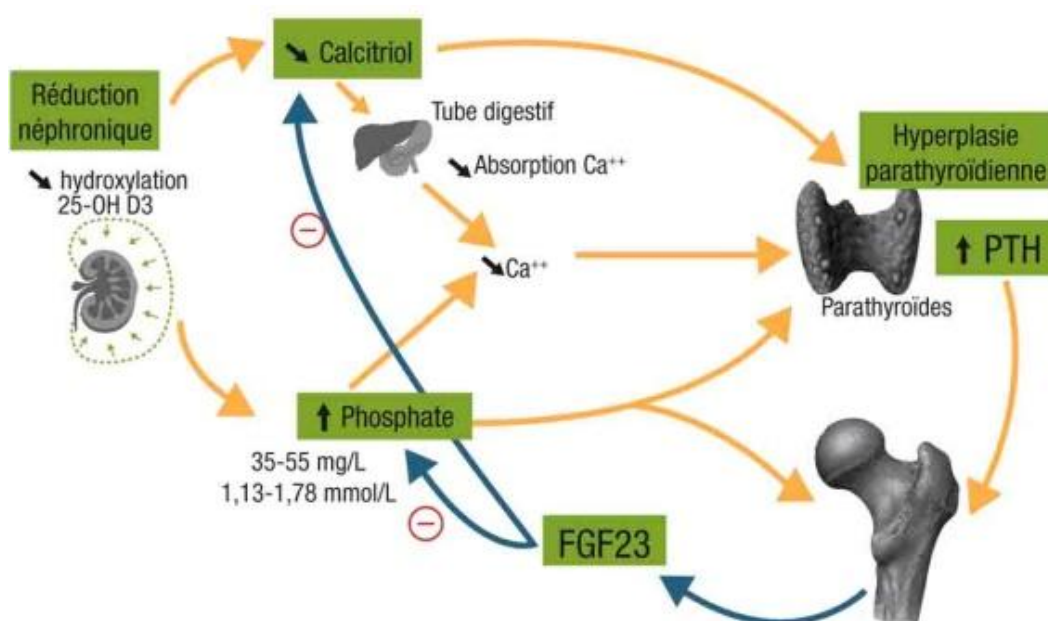 ↘ Calcitriol
Réduction
néphronique
↘ hydroxylation
25-OH D3
Tube digestif
↘ Absorption Ca⁺⁺
Hyperplasie
parathyroïdienne
↘Ca⁺⁺
↑ PTH
Parathyroïdes
↑ Phosphate
35-55 mg/L
1,13-1,78 mmol/L
FGF23